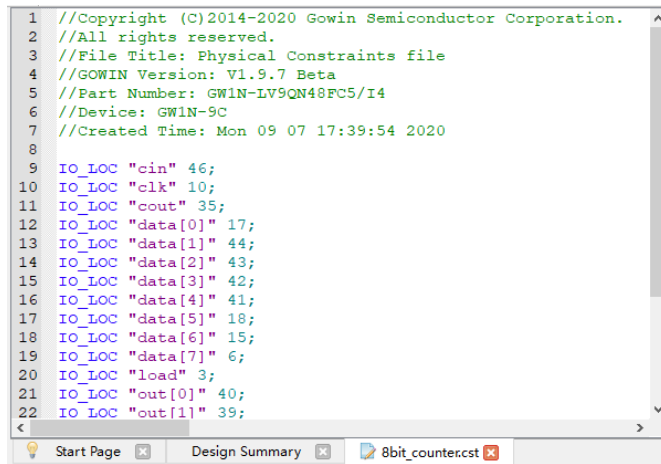 1 //Copyright (C)2014-2020 Gowin Semiconductor Corporation.
2 //All rights reserved.
3 //File Title: Physical Constraints file
4 //GOWIN Version: V1.9.7 Beta
5 //Part Number: GW1N-LV9QN48FC5/I4
6 //Device: GW1N-9C
7 //Created Time: Mon 09 07 17:39:54 2020
8
9 IO_LOC "cin" 46;
10 IO_LOC "clk" 10;
11 IO_LOC "cout" 35;
12 IO_LOC "data[0]" 17;
13 IO_LOC "data[1]" 44;
14 IO_LOC "data[2]" 43;
15 IO_LOC "data[3]" 42;
16 IO_LOC "data[4]" 41;
17 IO_LOC "data[5]" 18;
18 IO_LOC "data[6]" 15;
19 IO_LOC "data[7]" 6;
20 IO_LOC "load" 3;
21 IO_LOC "out[0]" 40;
22 IO_LOC "out[1]" 39;
Start Page Design Summary 8bit_counter.cst